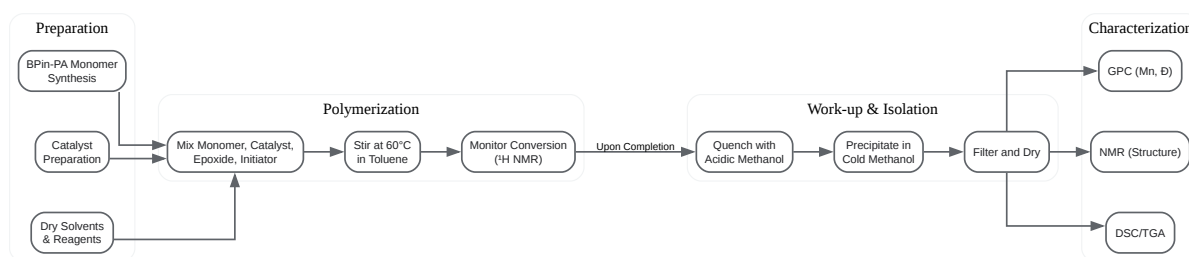 Preparation
BPin-PA Monomer
Synthesis
Catalyst
Preparation
Dry Solvents
& Reagents
Polymerization
Mix Monomer, Catalyst,
Epoxide, Initiator
Stir at 60°C
in Toluene
Monitor Conversion
(¹H NMR)
Upon Completion
Work-up & Isolation
Quench with
Acidic Methanol
Precipitate in
Cold Methanol
Filter and Dry
Characterization
GPC (Mn, Đ)
NMR (Structure)
DSC/TGA